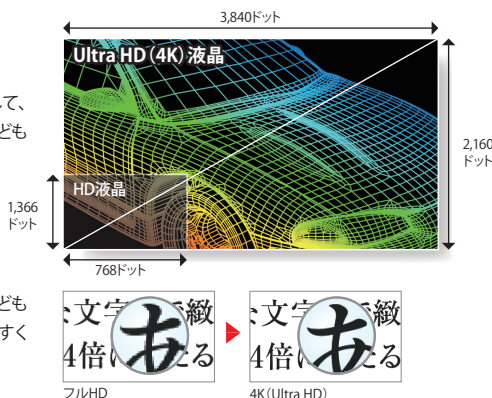 3,840ドット
Ultra HD（4K）液晶
て、
ども
2,160
ドット
HD液晶
1,366
ドット
768ドット
ども
すく
文字 緻
あ
4倍 る
文字 緻
あ
4倍 る
フルHD
4K（Ultra HD）